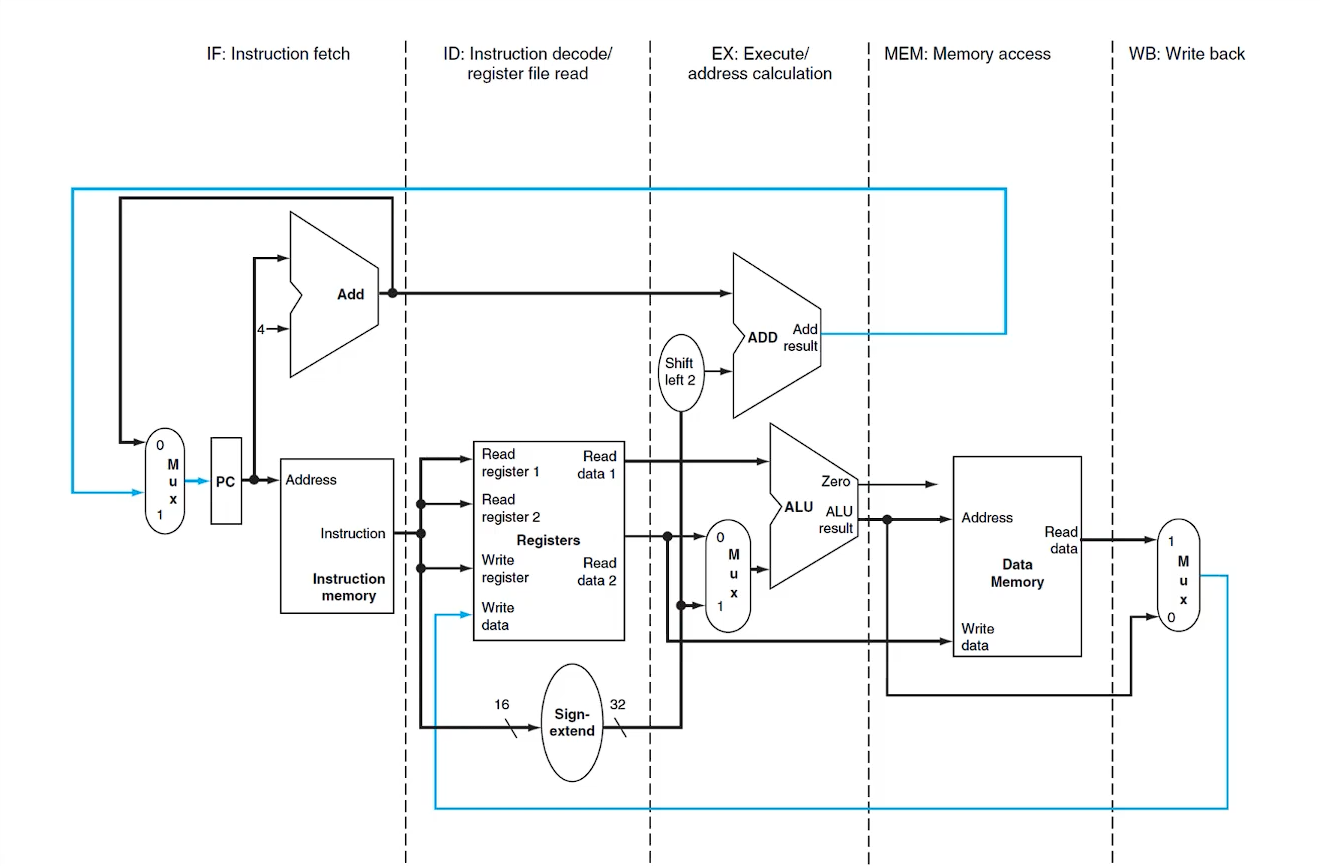 IF: Instruction fetch
ID: Instruction decode/
register file read
EX: Execute/
address calculation
MEM: Memory access
WB: Write back
Add
4
ADD
Add
result
Shift
left 2
0
M
u
x
1
PC
Address
Instruction
Instruction
memory
Read
register 1
Read
register 2
Write
register
Write
data
Registers
Read
data 1
Read
data 2
16
Sign-
extend
32
0
M
u
x
1
Zero
ALU
ALU
result
Address
Read
data
Data
Memory
Write
data
1
M
u
x
0